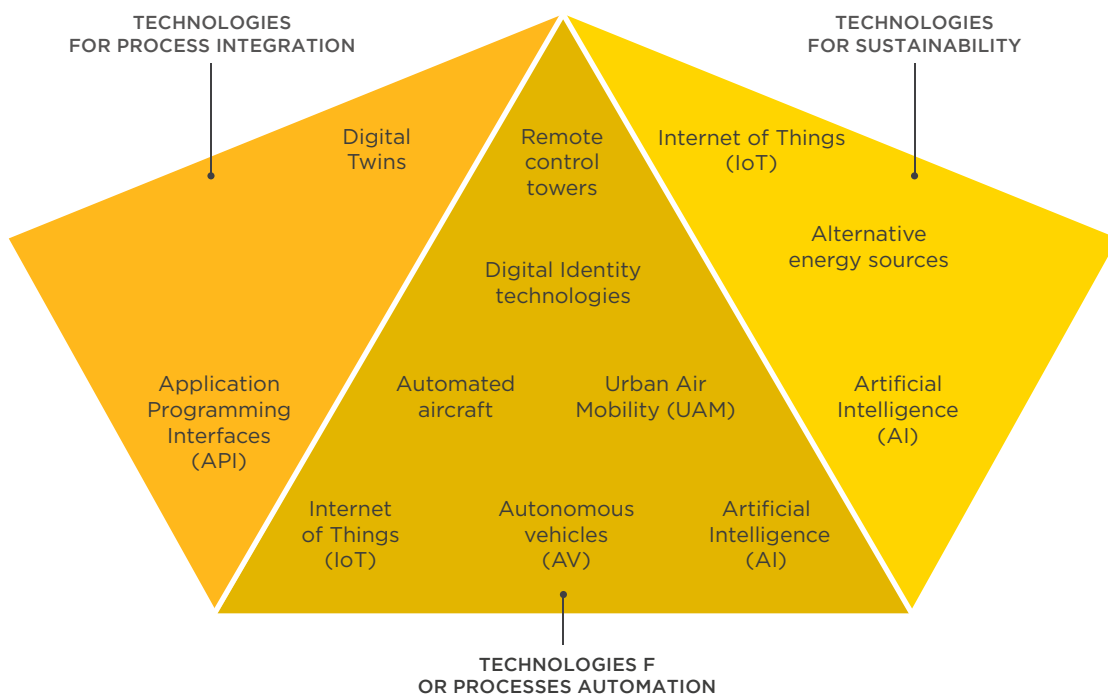 TECHNOLOGIES
FOR PROCESS INTEGRATION
TECHNOLOGIES
FOR SUSTAINABILITY
Digital
Twins
Application
Programming
Interfaces
(API)
Remote
control
towers
Digital Identity
technologies
Automated
aircraft
Urban Air
Mobility (UAM)
Internet
of Things
(IoT)
Autonomous
vehicles
(AV)
Artificial
Intelligence
(AI)
Internet of Things
(IoT)
Alternative
energy sources
Artificial
Intelligence
(AI)
TECHNOLOGIES F
OR PROCESSES AUTOMATION